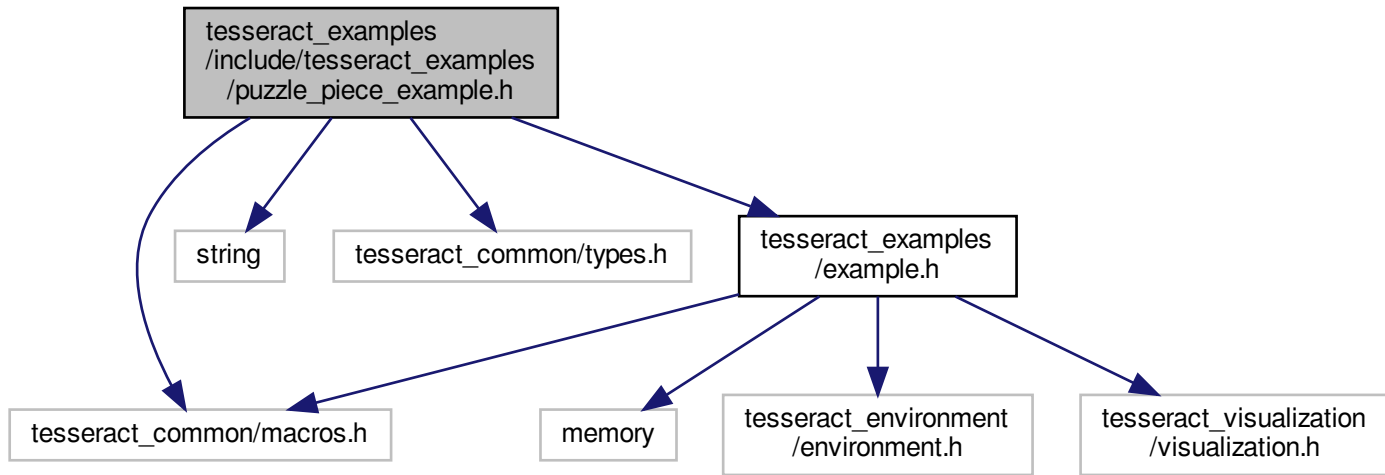 tesseract_examples
/include/tesseract_examples
/puzzle_piece_example.h
string
tesseract_common/types.h
tesseract_examples
/example.h
tesseract_common/macros.h
memory
tesseract_environment
/environment.h
tesseract_visualization
/visualization.h